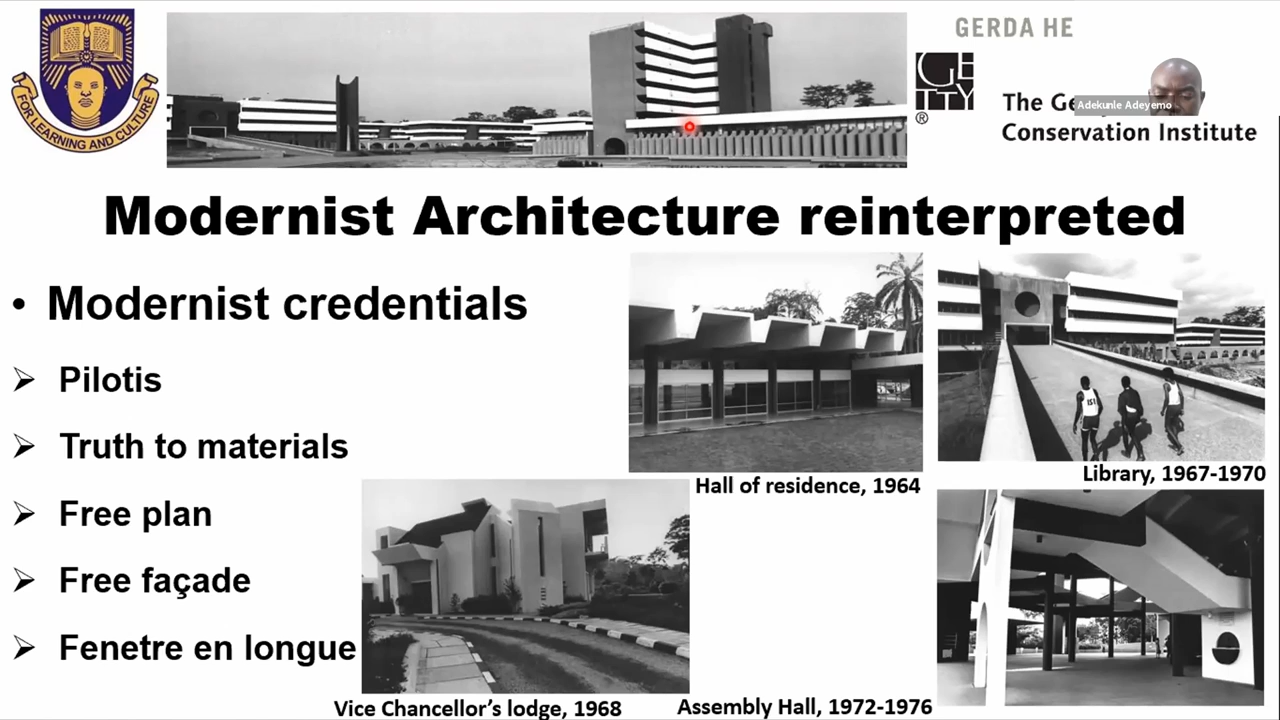 FOR LEARNING AND CULTURE
GERDA HE
GETTY
®
The Ge
Adekunle Adeyemo
Conservation Institute
Modernist Architecture reinterpreted
• Modernist credentials
➢ Pilotis
➢ Truth to materials
➢ Free plan
➢ Free façade
➢ Fenetre en longue
Hall of residence, 1964
ISI
Library, 1967-1970
Vice Chancellor’s lodge, 1968
Assembly Hall, 1972-1976